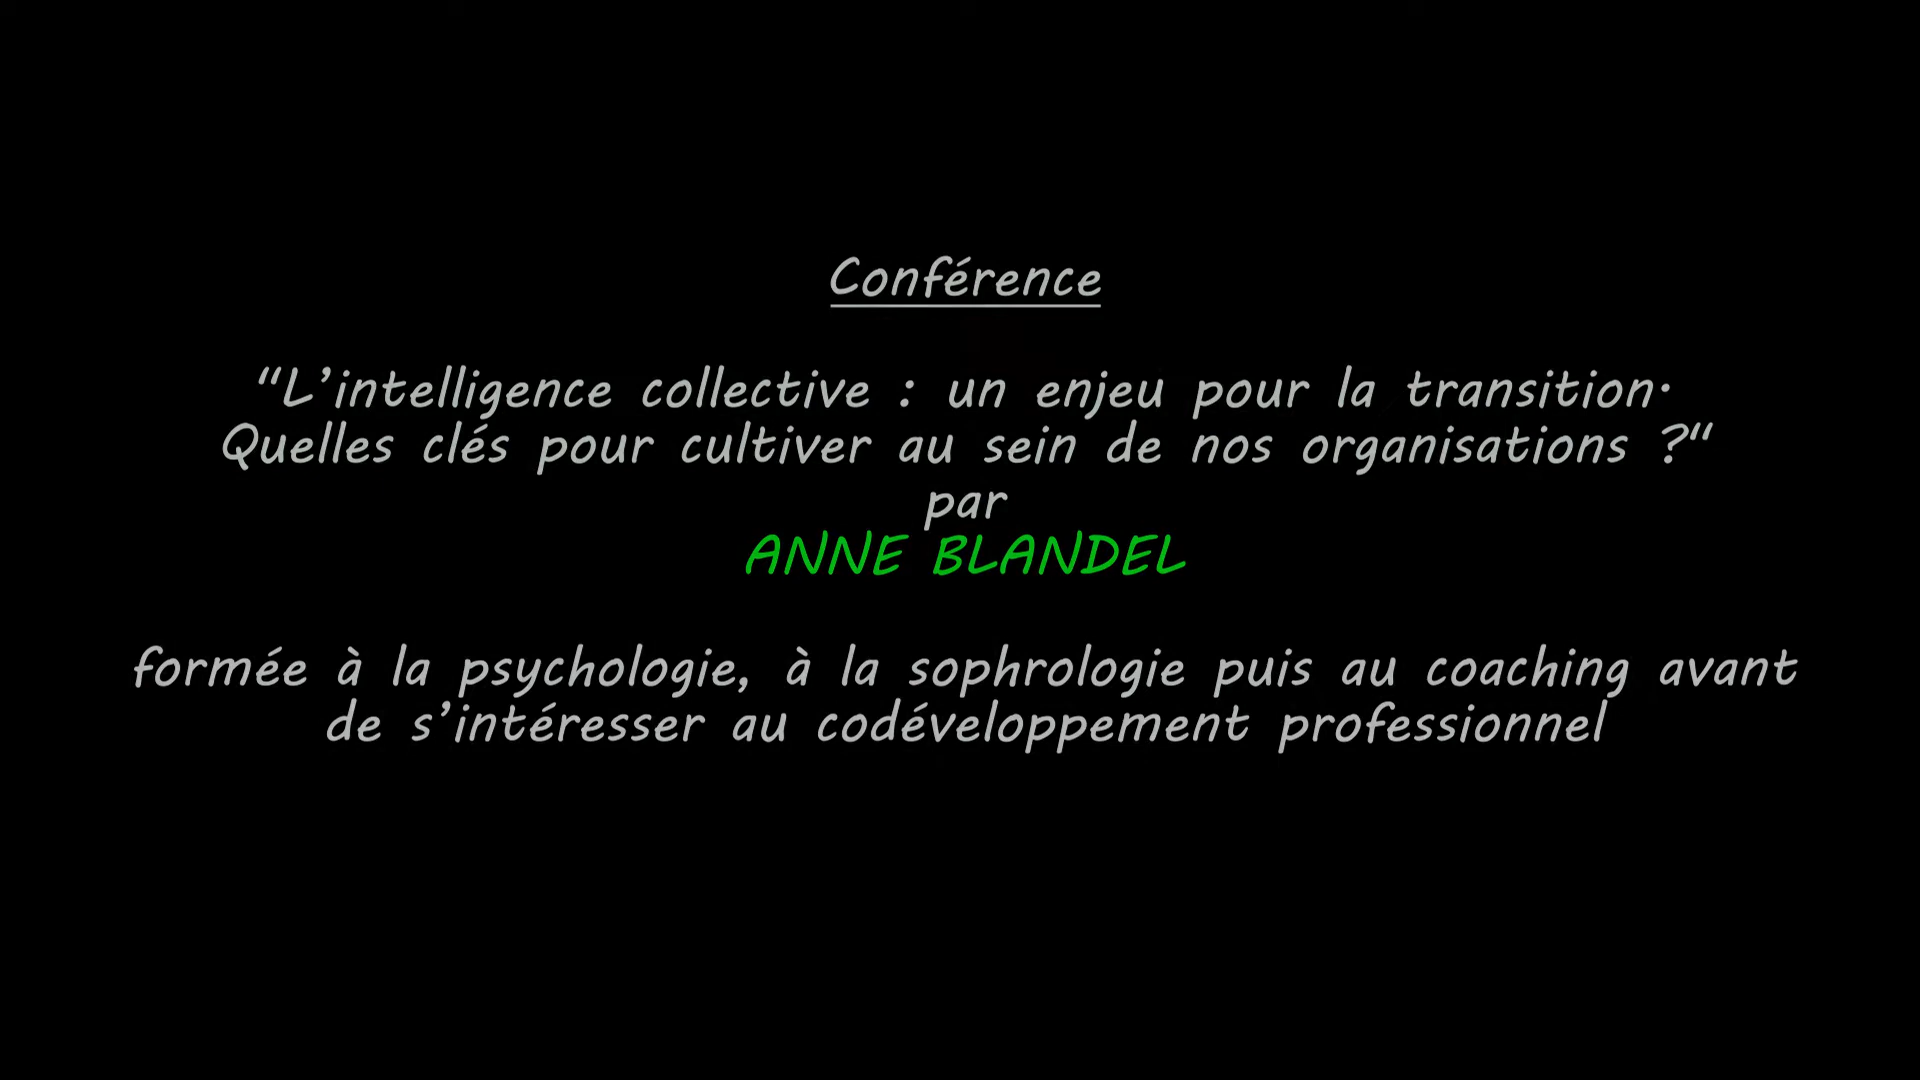 Conférence
"L'intelligence collective : un enjeu pour la transition.
Quelles clés pour cultiver au sein de nos organisations ?"
par
ANNE BLANDEL
formée à la psychologie, à la sophrologie puis au coaching avant
de s'intéresser au codéveloppement professionnel